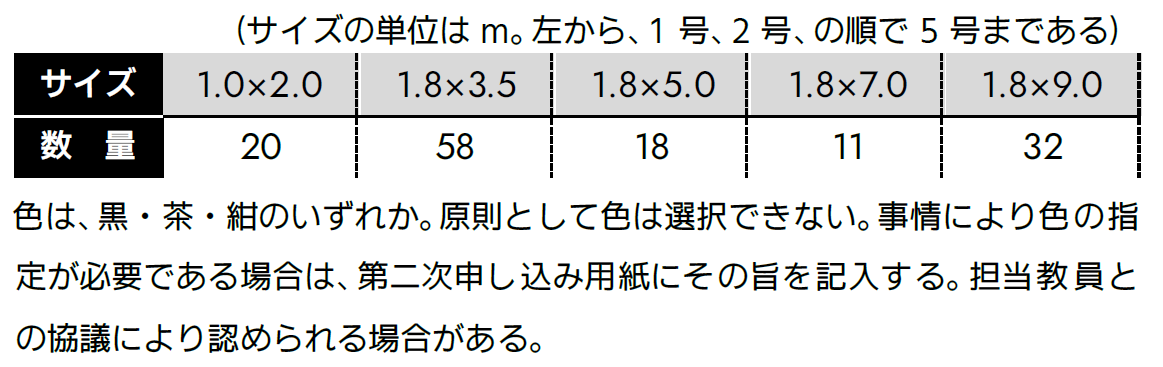 (サイズの単位は m。左から、1 号、2 号、の順で 5 号まである)
サイズ 1.0×2.0 1.8×3.5 1.8×5.0 1.8×7.0 1.8×9.0
数　量 20 58 18 11 32
色は、黒・茶・紺のいずれか。原則として色は選択できない。事情により色の指
定が必要である場合は、第二次申し込み用紙にその旨を記入する。担当教員と
の協議により認められる場合がある。